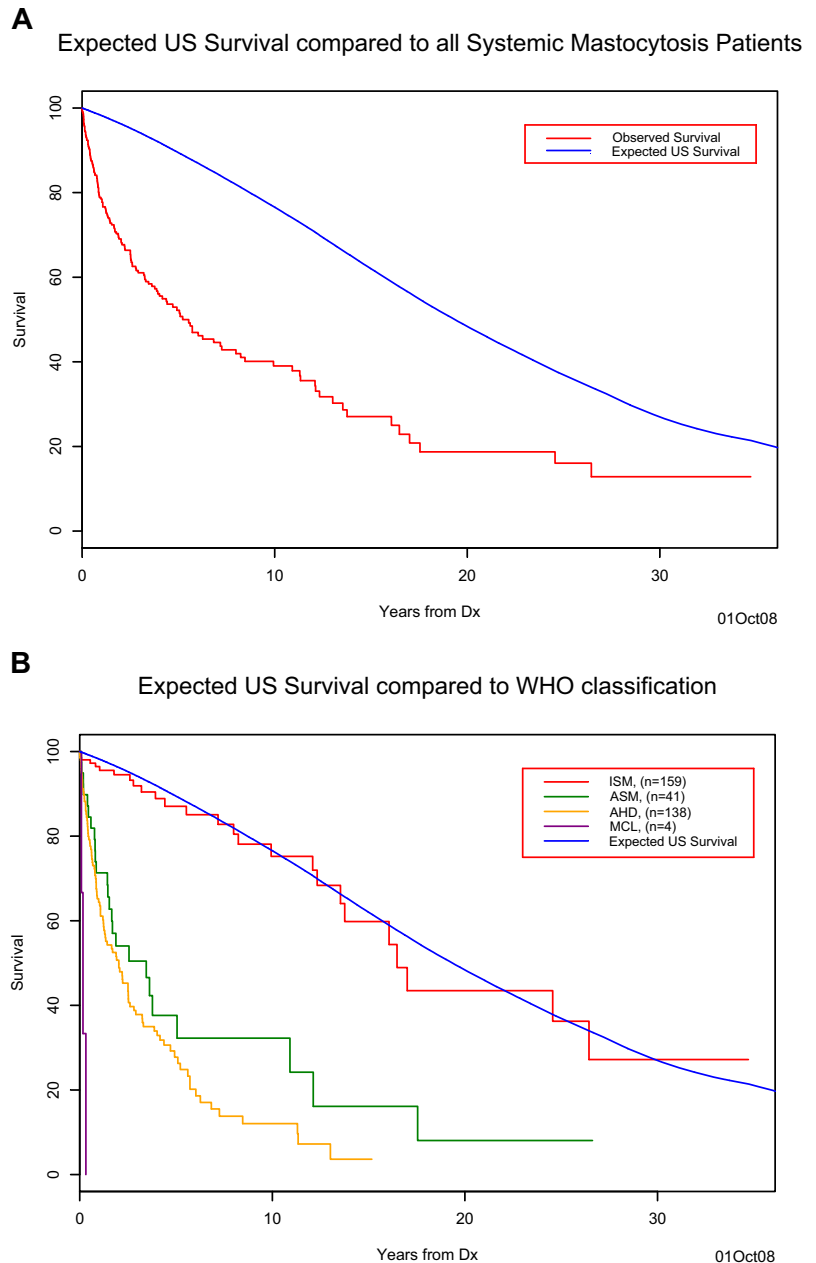 A
Expected US Survival compared to all Systemic Mastocytosis Patients
100
80
60
40
20
0
Survival
Observed Survival
Expected US Survival
0 10 20 30
Years from Dx
01Oct08
B
Expected US Survival compared to WHO classification
100
80
60
40
20
0
Survival
ISM, (n=159)
ASM, (n=41)
AHD, (n=138)
MCL, (n=4)
Expected US Survival
0 10 20 30
Years from Dx
01Oct08